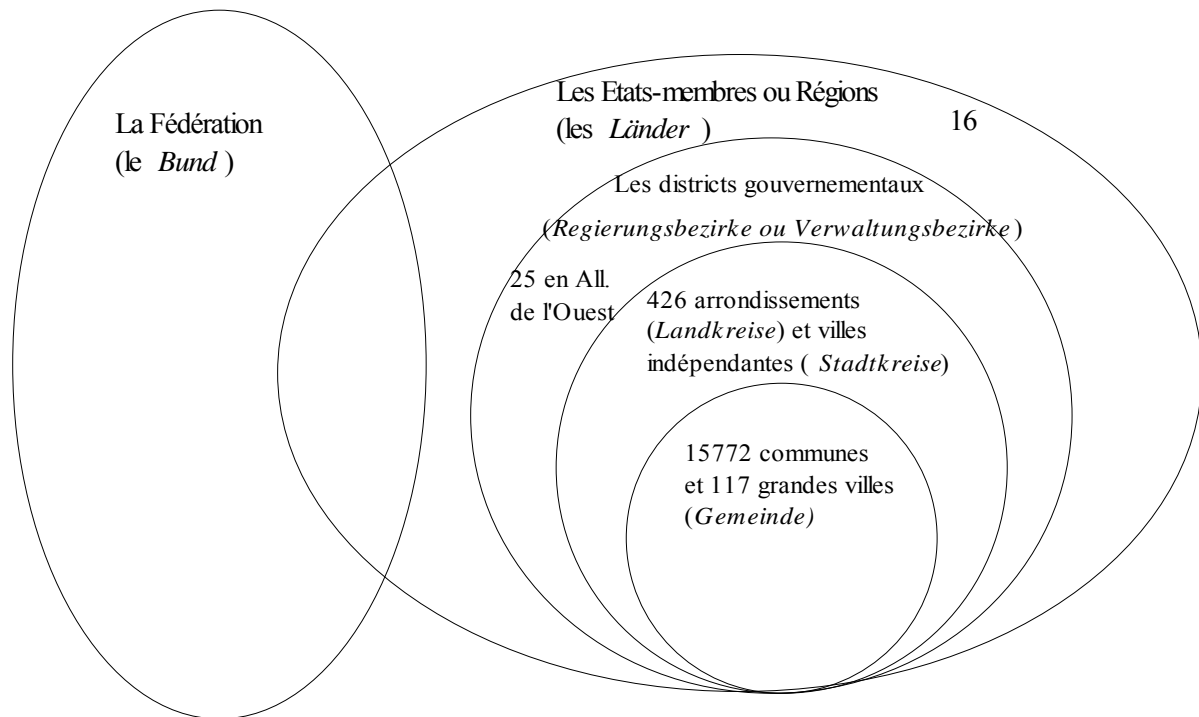 La Fédération
(le Bund )
Les Etats-membres ou Régions
(les Länder )
16
Les districts gouvernementaux
(Regierungsbezirke ou Verwaltungsbezirke )
25 en All.
de l'Ouest
426 arrondissements
(Landkreise) et villes
indépendantes ( Stadtkreise)
15772 communes
et 117 grandes villes
(Gemeinde)